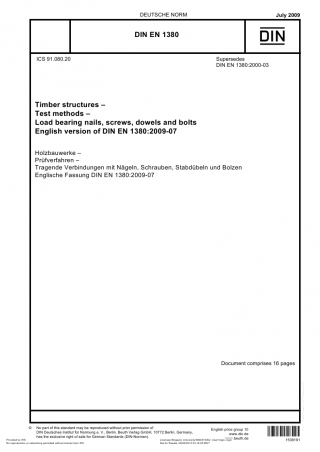 DEUTSCHE NORM
July 2009
DIN EN 1380
DIN
ICS 91.080.20
Supersedes
DIN EN 1380:2000-03
Timber structures –
Test methods –
Load bearing nails, screws, dowels and bolts
English version of DIN EN 1380:2009-07
Holzbauwerke –
Prüfverfahren –
Tragende Verbindungen mit Nägeln, Schrauben, Stabdübeln und Bolzen
Englische Fassung DIN EN 1380:2009-07
Document comprises 16 pages
© No part of this standard may be reproduced without prior permission of
DIN Deutsches Institut für Normung e. V., Berlin. Beuth Verlag GmbH, 10772 Berlin, Germany,
has the exclusive right of sale for German Standards (DIN-Normen).
English price group 10
www.din.de
www.beuth.de